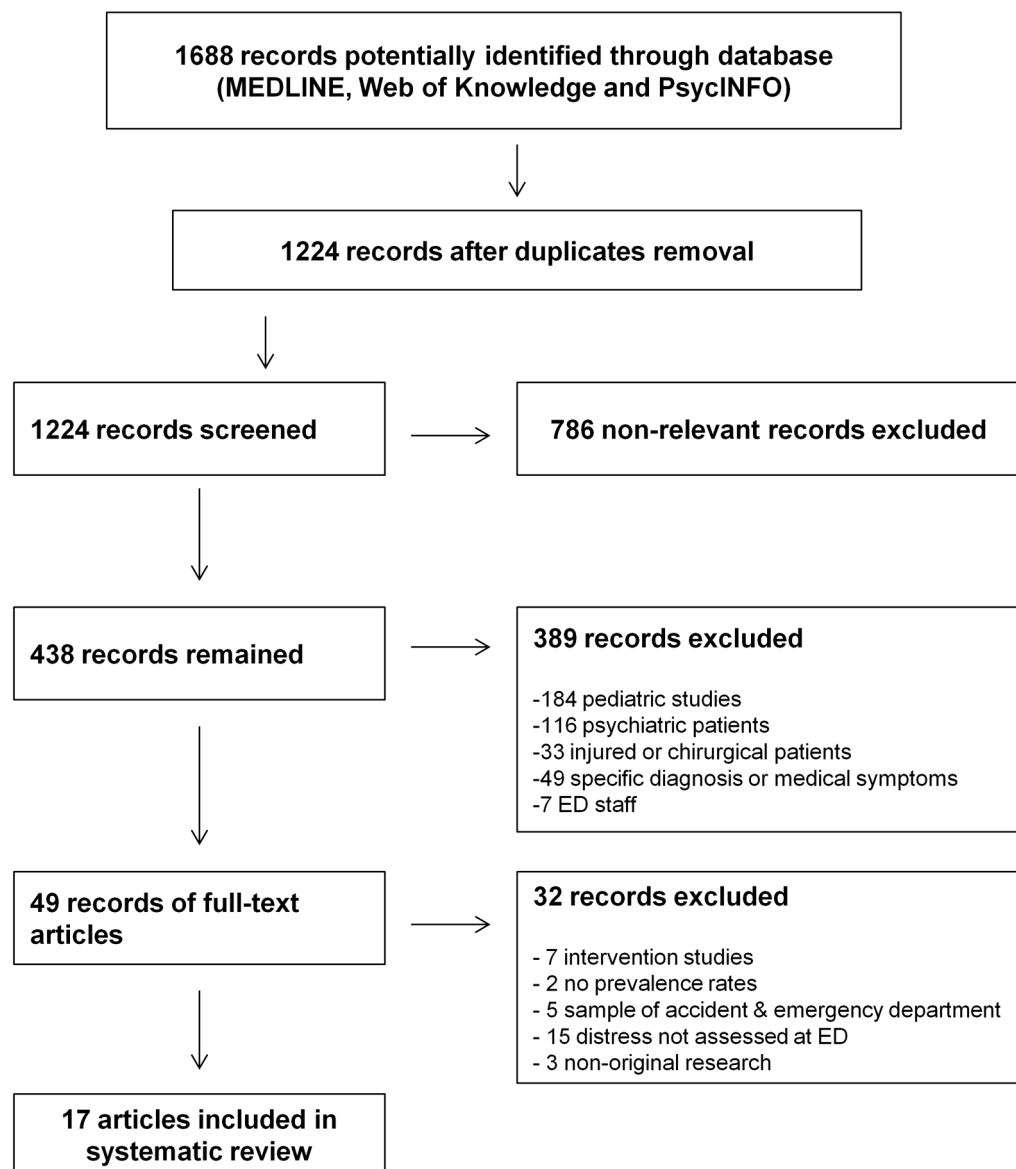 1688 records potentially identified through database
(MEDLINE, Web of Knowledge and PsycINFO)
1224 records after duplicates removal
1224 records screened
786 non-relevant records excluded
438 records remained
389 records excluded
-184 pediatric studies
-116 psychiatric patients
-33 injured or chirurgical patients
-49 specific diagnosis or medical symptoms
-7 ED staff
49 records of full-text
articles
32 records excluded
- 7 intervention studies
- 2 no prevalence rates
- 5 sample of accident & emergency department
- 15 distress not assessed at ED
- 3 non-original research
17 articles included in
systematic review